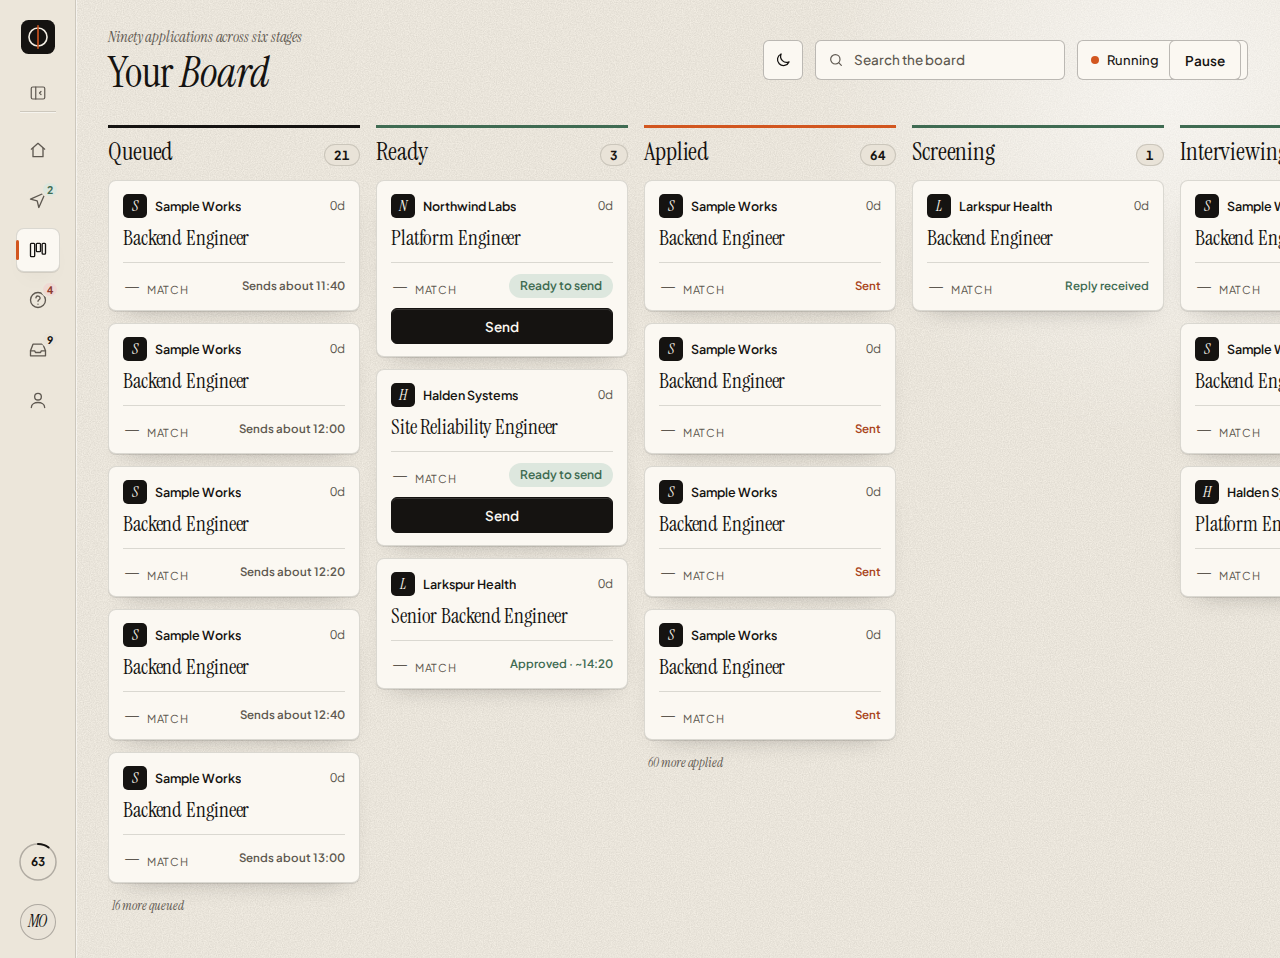 Ninety applications across six stages
Your Board
Search the board
Running
Pause
Queued 21
S Sample Works 0d
Backend Engineer
— MATCH Sends about 11:40
S Sample Works 0d
Backend Engineer
— MATCH Sends about 12:00
S Sample Works 0d
Backend Engineer
— MATCH Sends about 12:20
S Sample Works 0d
Backend Engineer
— MATCH Sends about 12:40
S Sample Works 0d
Backend Engineer
— MATCH Sends about 13:00
16 more queued
Ready 3
N Northwind Labs 0d
Platform Engineer
— MATCH Ready to send
Send
H Halden Systems 0d
Site Reliability Engineer
— MATCH Ready to send
Send
L Larkspur Health 0d
Senior Backend Engineer
— MATCH Approved · ~14:20
Applied 64
S Sample Works 0d
Backend Engineer
— MATCH Sent
S Sample Works 0d
Backend Engineer
— MATCH Sent
S Sample Works 0d
Backend Engineer
— MATCH Sent
S Sample Works 0d
Backend Engineer
— MATCH Sent
60 more applied
Screening 1
L Larkspur Health 0d
Backend Engineer
— MATCH Reply received
Interviewing
S Sample W
Backend Eng
— MATCH
S Sample W
Backend Eng
— MATCH
H Halden Sy
Platform En
— MATCH
2
4
9
63
MO